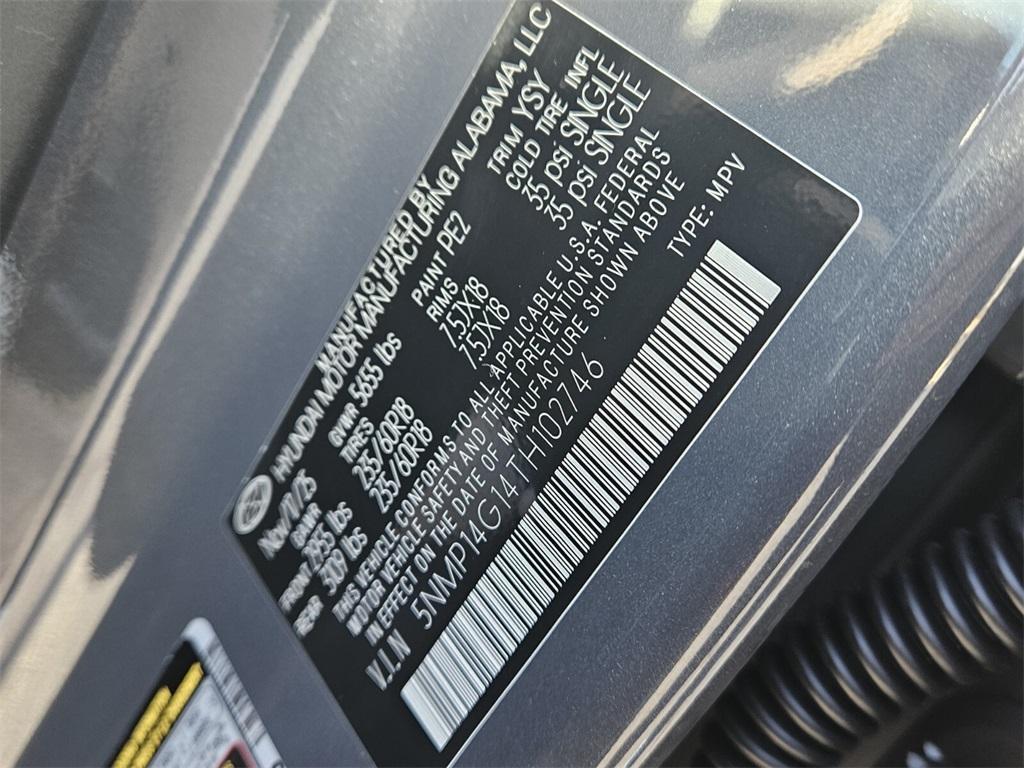 MANUFACTURED BY
HYUNDAI MOTOR MANUFACTURING ALABAMA, LLC
Nov/07/25 GVWR 5655 lbs PAINT PE2 TRIM YSY
GAWR TIRES RIMS COLD TIRE INFL
FRONT 2955 lbs 235/60R18 7.5JX18 35 psi SINGLE
REAR 3091 lbs 235/60R18 7.5JX18 35 psi SINGLE
THIS VEHICLE CONFORMS TO ALL APPLICABLE U.S.A. FEDERAL
MOTOR VEHICLE SAFETY AND THEFT PREVENTION STANDARDS
IN EFFECT ON THE DATE OF MANUFACTURE SHOWN ABOVE
V.I.N 5NMP14G14TH102746 TYPE: MPV